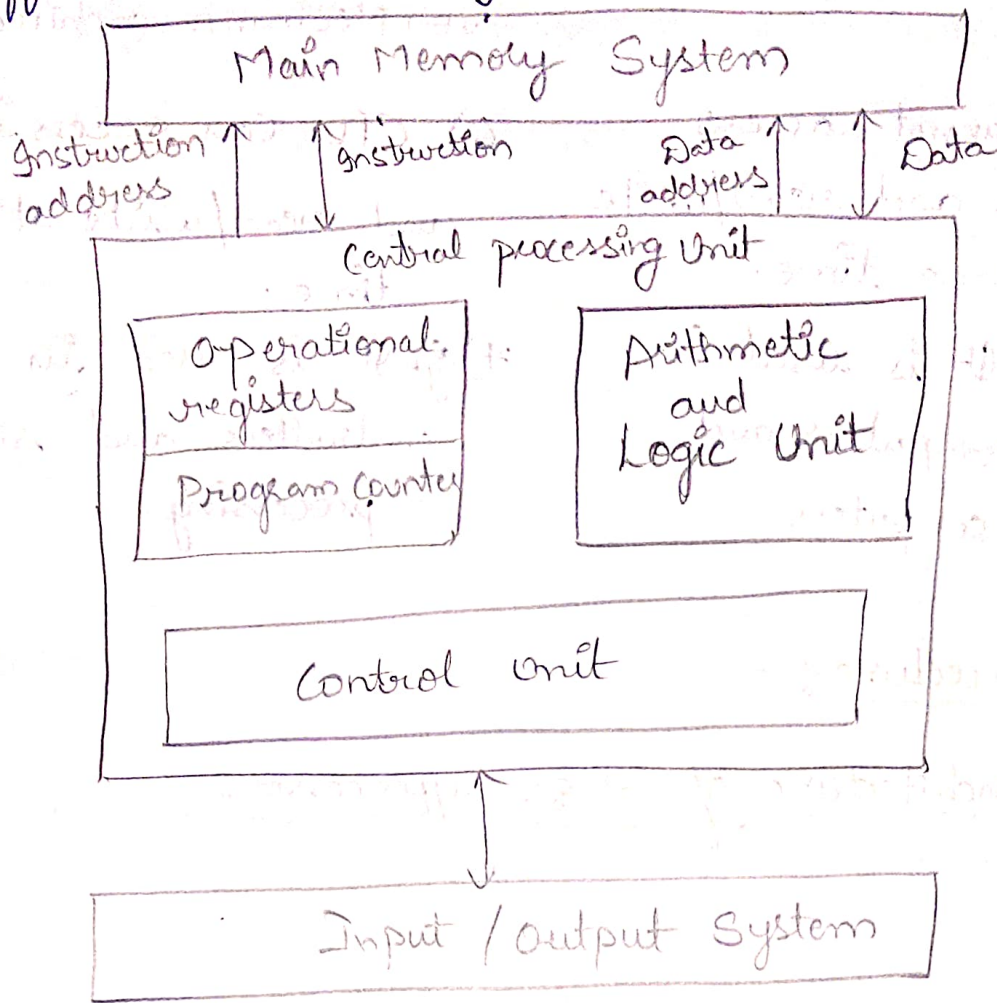 Main Memory System
Instruction
address
Instruction
Data
address
Data
Central processing Unit
Operational
registers
Program Counter
Arithmetic
and
Logic Unit
Control unit
Input / Output System